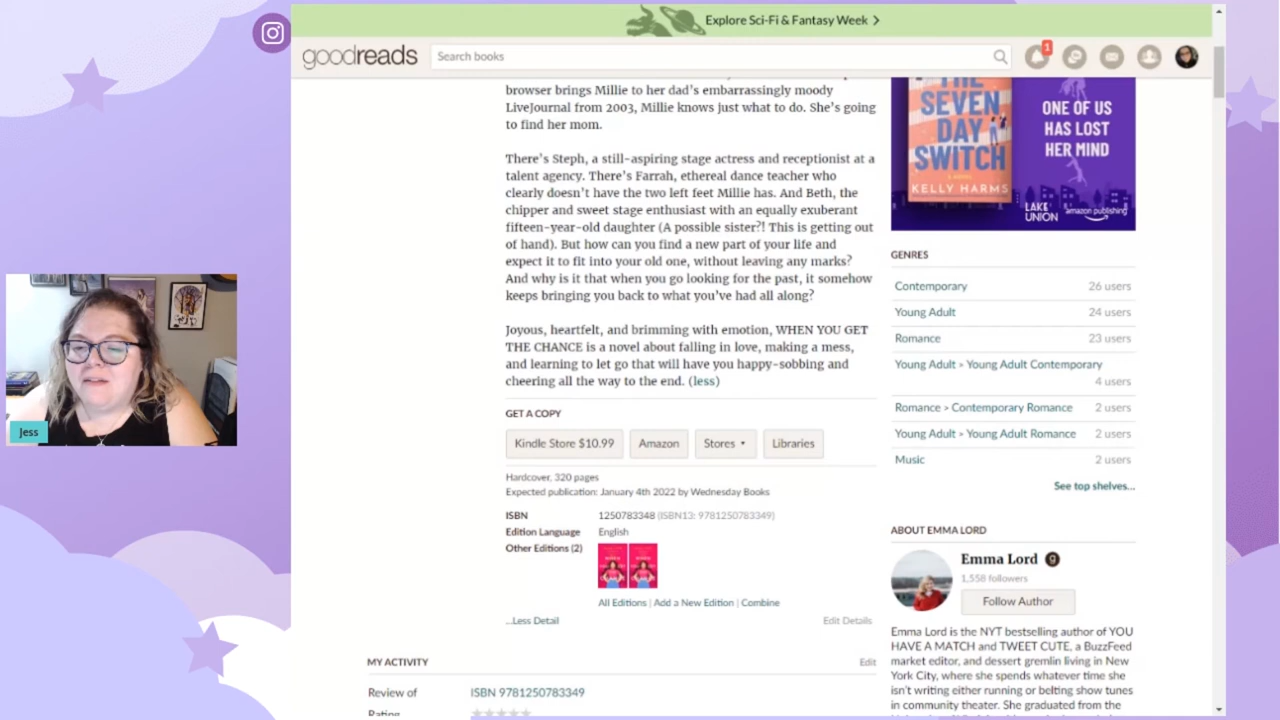 Explore Sci-Fi & Fantasy Week
goodreads
Search books
1
browser brings Millie to her dad's embarrassingly moody
LiveJournal from 2003, Millie knows just what to do. She's going
to find her mom.
There's Steph, a still-aspiring stage actress and receptionist at a
talent agency. There's Farrah, ethereal dance teacher who
clearly doesn't have the two left feet Millie has. And Beth, the
chipper and sweet stage enthusiast with an equally exuberant
fifteen-year-old daughter (A possible sister?! This is getting out
of hand). But how can you find a new part of your life and
expect it to fit into your old one, without leaving any marks?
And why is it that when you go looking for the past, it somehow
keeps bringing you back to what you've had all along?
Joyous, heartfelt, and brimming with emotion, WHEN YOU GET
THE CHANCE is a novel about falling in love, making a mess,
and learning to let go that will have you happy-sobbing and
cheering all the way to the end. (less)
GET A COPY
Kindle Store $10.99
Amazon
Stores
Libraries
Hardcover, 320 pages
Expected publication: January 4th 2022 by Wednesday Books
ISBN 1250783348 (ISBN13: 9781250783349)
Edition Language English
Other Editions (2)
All Editions | Add a New Edition | Combine
...Less Detail
Edit Details
MY ACTIVITY
Edit
Review of ISBN 9781250783349
Rating
THE
SEVEN
DAY
SWITCH
A NOVEL
KELLY HARMS
ONE OF US
HAS LOST
HER MIND
LAKE
UNION
amazon publishing
GENRES
Contemporary 26 users
Young Adult 24 users
Romance 23 users
Young Adult > Young Adult Contemporary
4 users
Romance > Contemporary Romance 2 users
Young Adult > Young Adult Romance 2 users
Music 2 users
See top shelves...
ABOUT EMMA LORD
Emma Lord g
1,558 followers
Follow Author
Emma Lord is the NYT bestselling author of YOU
HAVE A MATCH and TWEET CUTE, a BuzzFeed
market editor, and dessert gremlin living in New
York City, where she spends whatever time she
isn't writing either running or belting show tunes
in community theater. She graduated from the
Jess